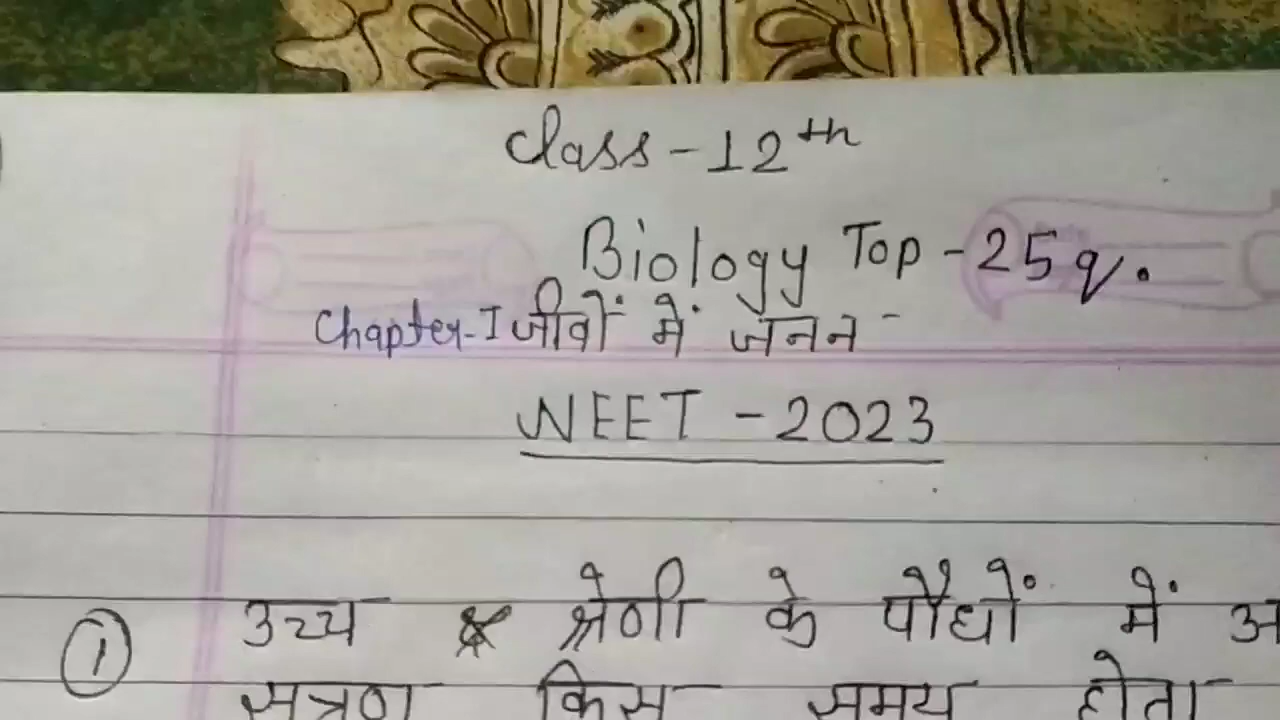 Class - 12th
Biology Top - 25 q.
Chapter-I जीवों में जनन -
NEET - 2023
① उच्च श्रेणी के पौधों में
किस समय होता